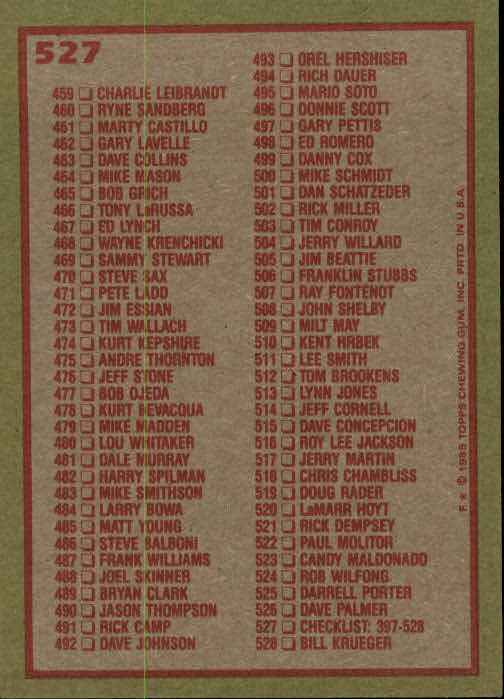 527
459 CHARLIE LEIBRANDT
460 RYNE SANDBERG
461 MARTY CASTILLO
462 GARY LAVELLE
463 DAVE COLLINS
464 MIKE MASON
465 BOB GRICH
466 TONY LaRUSSA
467 ED LYNCH
468 WAYNE KRENCHICKI
469 SAMMY STEWART
470 STEVE SAX
471 PETE LADD
472 JIM ESSIAN
473 TIM WALLACH
474 KURT KEPSHIRE
475 ANDRE THORNTON
476 JEFF STONE
477 BOB OJEDA
478 KURT BEVACQUA
479 MIKE MADDEN
480 LOU WHITAKER
481 DALE MURRAY
482 HARRY SPILMAN
483 MIKE SMITHSON
484 LARRY BOWA
485 MATT YOUNG
486 STEVE BALBONI
487 FRANK WILLIAMS
488 JOEL SKINNER
489 BRYAN CLARK
490 JASON THOMPSON
491 RICK CAMP
492 DAVE JOHNSON
493 OREL HERSHISER
494 RICH DAUER
495 MARIO SOTO
496 DONNIE SCOTT
497 GARY PETTIS
498 ED ROMERO
499 DANNY COX
500 MIKE SCHMIDT
501 DAN SCHATZEDER
502 RICK MILLER
503 TIM CONROY
504 JERRY WILLARD
505 JIM BEATTIE
506 FRANKLIN STUBBS
507 RAY FONTENOT
508 JOHN SHELBY
509 MILT MAY
510 KENT HRBEK
511 LEE SMITH
512 TOM BROOKENS
513 LYNN JONES
514 JEFF CORNELL
515 DAVE CONCEPCION
516 ROY LEE JACKSON
517 JERRY MARTIN
518 CHRIS CHAMBLISS
519 DOUG RADER
520 LaMARR HOYT
521 RICK DEMPSEY
522 PAUL MOLITOR
523 CANDY MALDONADO
524 ROB WILFONG
525 DARRELL PORTER
526 DAVE PALMER
527 CHECKLIST: 397-528
528 BILL KRUEGER
F. * © 1985 TOPPS CHEWING GUM, INC. PRTD. IN U.S.A.